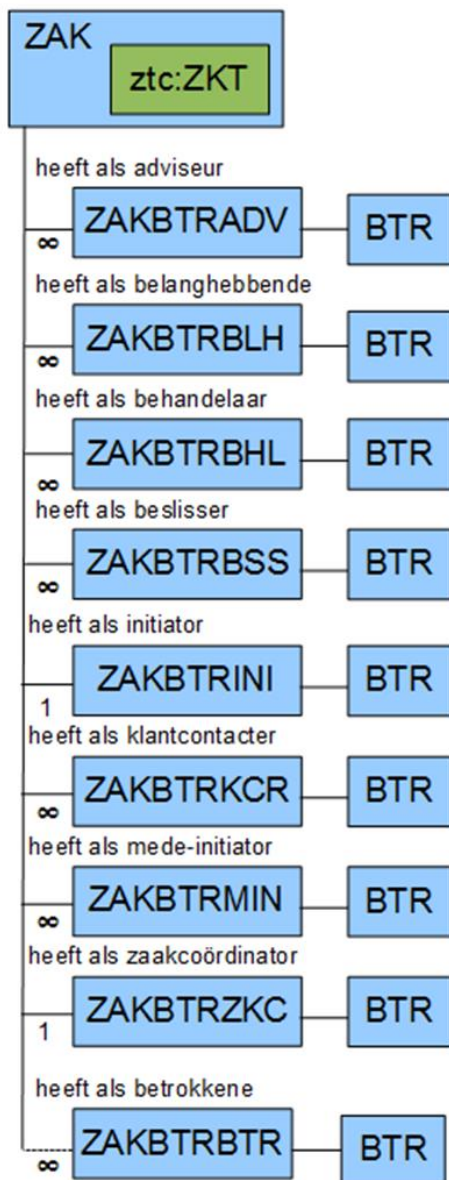 ZAK
ztc:ZKT
heeft als adviseur
∞ ZAKBTRADV BTR
heeft als belanghebbende
∞ ZAKBTRBLH BTR
heeft als behandelaar
∞ ZAKBTRBHL BTR
heeft als beslisser
∞ ZAKBTRBSS BTR
heeft als initiator
1 ZAKBTRINI BTR
heeft als klantcontacter
∞ ZAKBTRKCR BTR
heeft als mede-initiator
∞ ZAKBTRMIN BTR
heeft als zaakcoördinator
1 ZAKBTRZKC BTR
heeft als betrokkene
∞ ZAKBTRBTR BTR